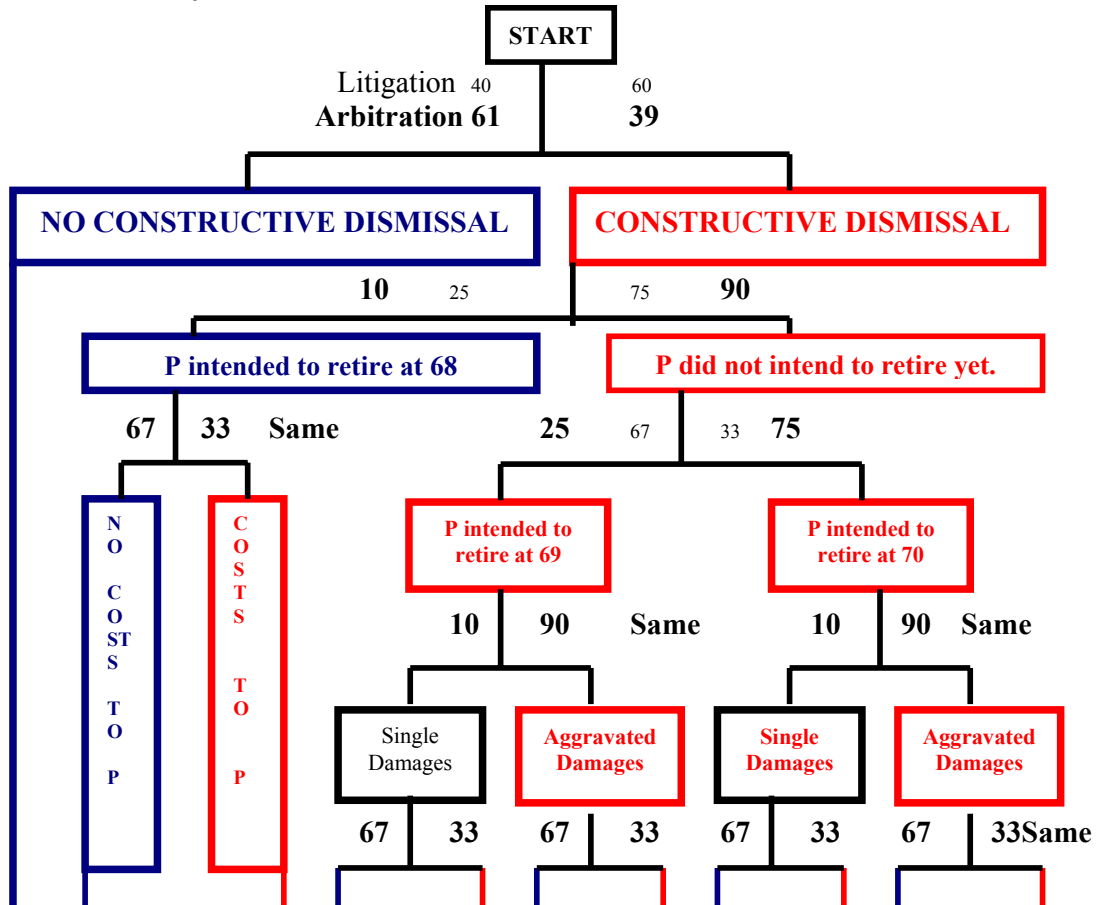 START
Litigation 40 60
Arbitration 61 39
NO CONSTRUCTIVE DISMISSAL
CONSTRUCTIVE DISMISSAL
10 25 75 90
P intended to retire at 68
P did not intend to retire yet.
67 33 Same
25 67 33 75
N
O
C
O
ST
S
T
O
P
C
O
S
T
S
T
O
P
P intended to
retire at 69
P intended to
retire at 70
10 90 Same
10 90 Same
Single
Damages
Aggravated
Damages
Single
Damages
Aggravated
Damages
67 33 67 33 67 33 67 33Same